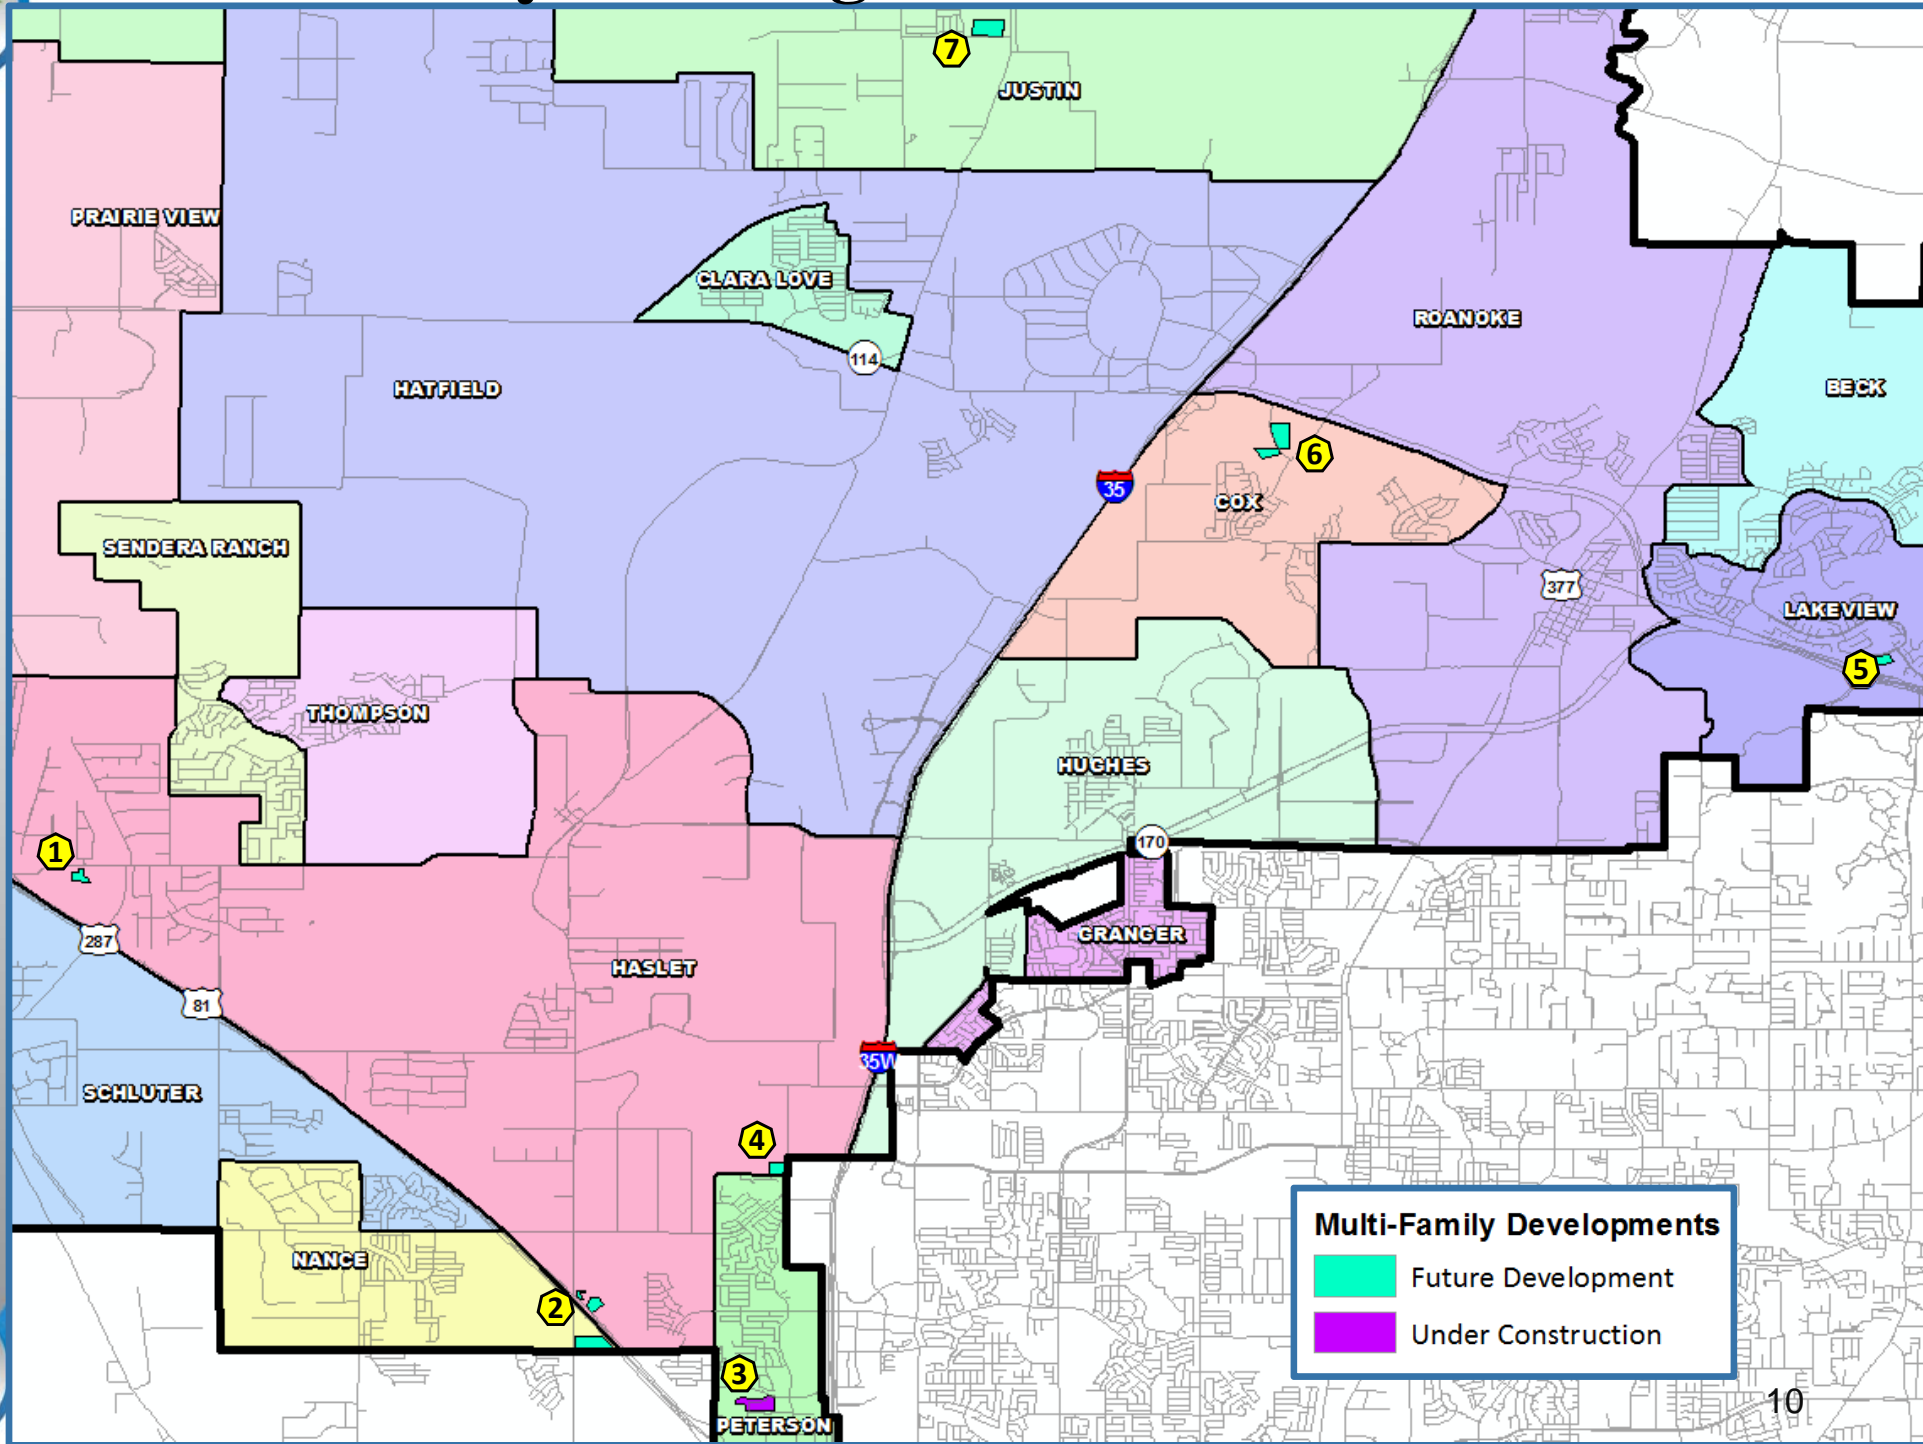 7
JUSTIN
PRAIRIE VIEW
CLARA LOVE
ROANOKE
114
HATFIELD
BECK
6
35
COX
SENDERA RANCH
377
LAKEVIEW
5
THOMPSON
HUGHES
1
170
287
GRANGER
HASLET
81
35W
SCHLUTER
4
NANCE
2
3
PETERSON
Multi-Family Developments
Future Development
Under Construction
10